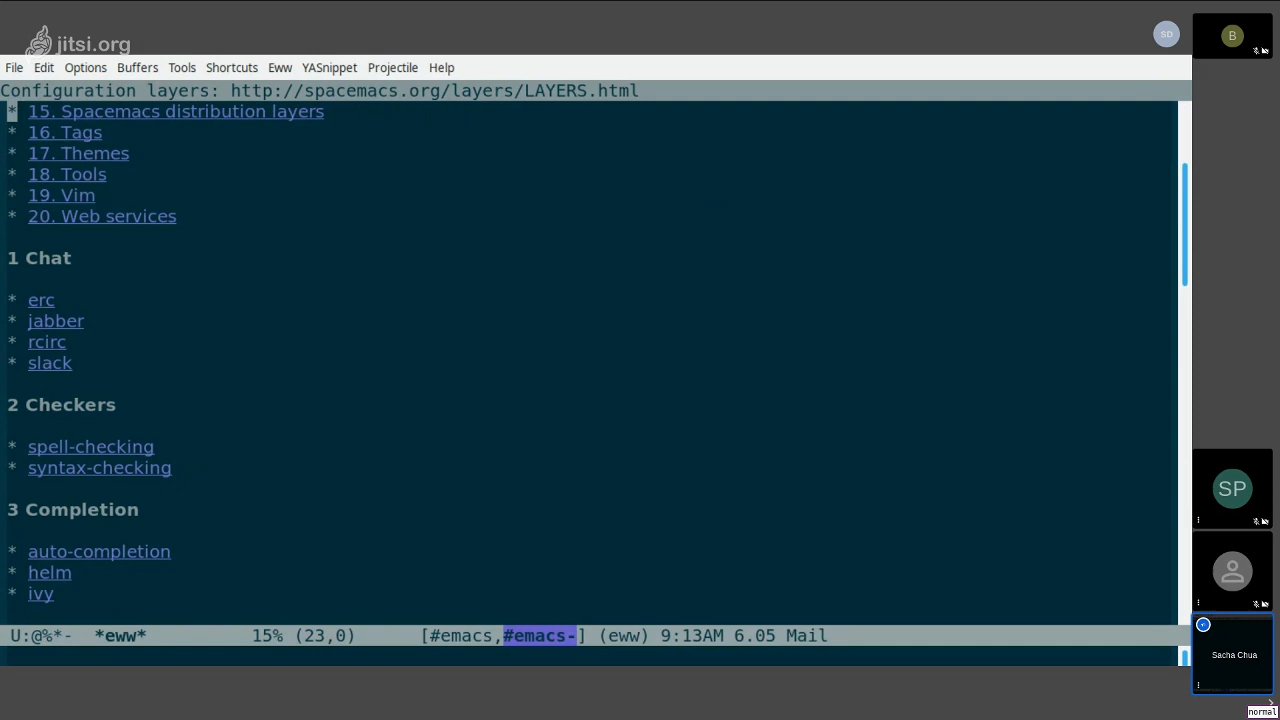 jitsi.org
SD
B
File Edit Options Buffers Tools Shortcuts Eww YASnippet Projectile Help
Configuration layers: http://spacemacs.org/layers/LAYERS.html
* 15. Spacemacs distribution layers
* 16. Tags
* 17. Themes
* 18. Tools
* 19. Vim
* 20. Web services
1 Chat
* erc
* jabber
* rcirc
* slack
2 Checkers
* spell-checking
* syntax-checking
3 Completion
* auto-completion
* helm
* ivy
SP
Sacha Chua
U:@%*- *eww* 15% (23,0) [#emacs,#emacs-] (eww) 9:13AM 6.05 Mail
normal